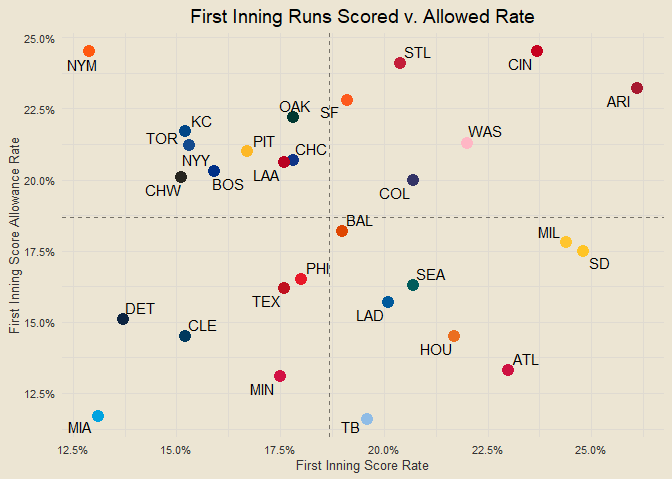 First Inning Runs Scored v. Allowed Rate
25.0%
NYM
STL
CIN
ARI
22.5%
OAK
SF
KC
TOR
PIT
WAS
NYY
CHC
LAA
20.0%
CHW
BOS
COL
First Inning Score Allowance Rate
BAL
MIL
17.5%
SD
PHI
SEA
TEX
LAD
15.0%
DET
CLE
HOU
ATL
12.5%
MIN
MIA
TB
12.5% 15.0% 17.5% 20.0% 22.5% 25.0%
First Inning Score Rate